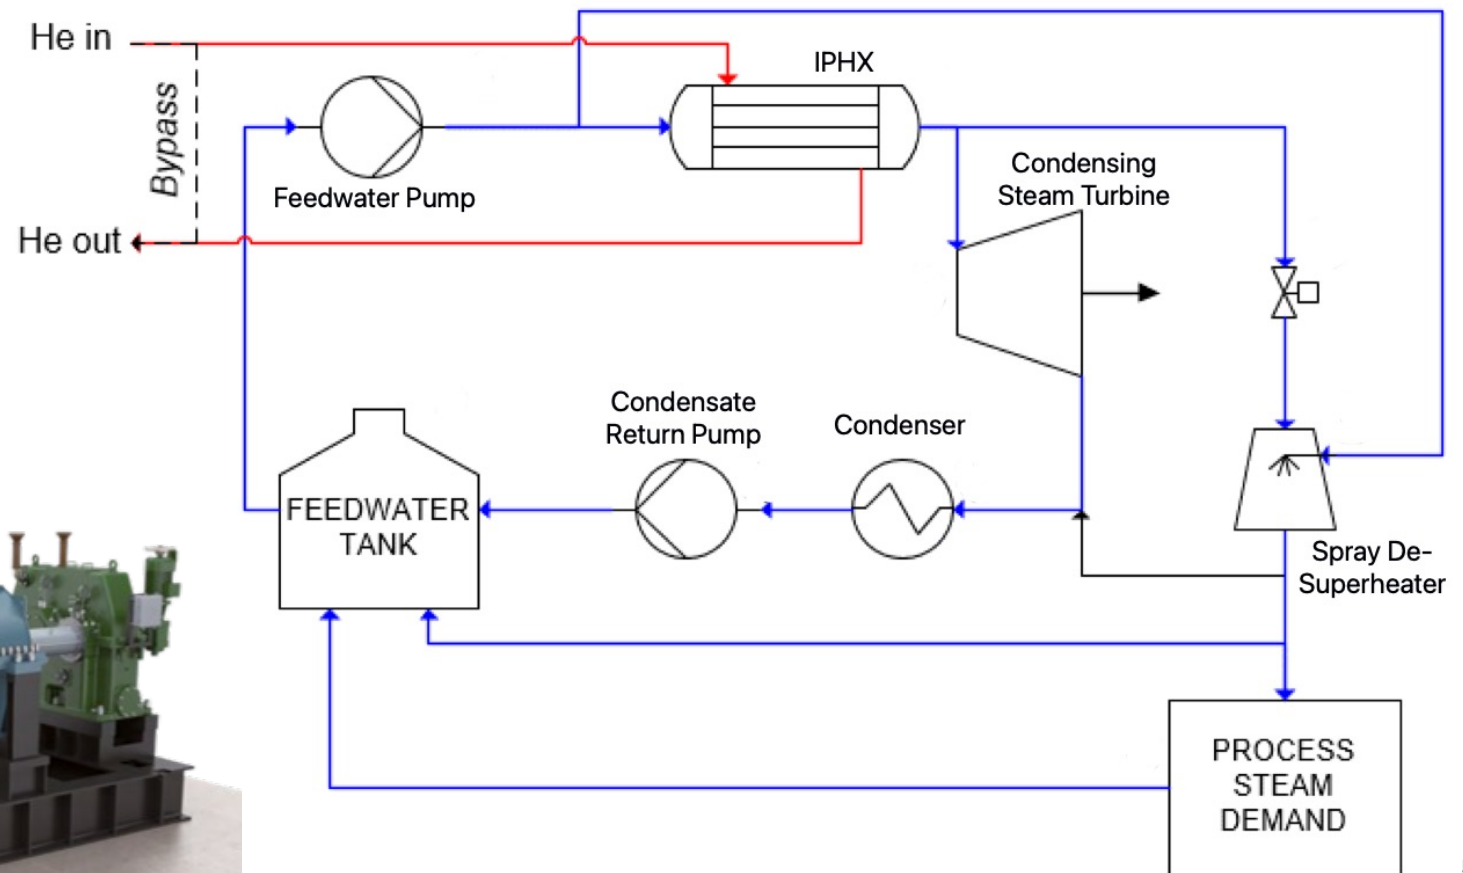 He in
Bypass
He out
Feedwater Pump
IPHX
Condensing
Steam Turbine
Condensate
Return Pump
Condenser
FEEDWATER
TANK
Spray De-
Superheater
PROCESS
STEAM
DEMAND